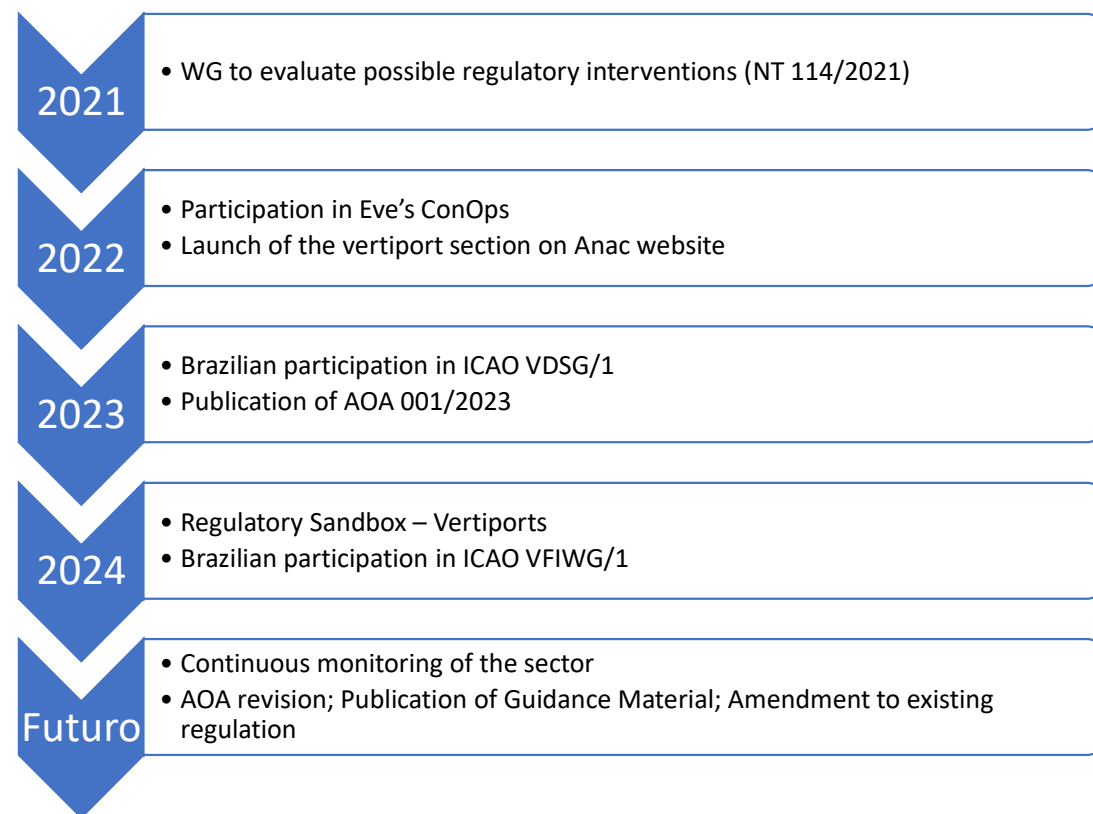 2021
• WG to evaluate possible regulatory interventions (NT 114/2021)
2022
• Participation in Eve’s ConOps
• Launch of the vertiport section on Anac website
2023
• Brazilian participation in ICAO VDSG/1
• Publication of AOA 001/2023
2024
• Regulatory Sandbox – Vertiports
• Brazilian participation in ICAO VFIWG/1
Futuro
• Continuous monitoring of the sector
• AOA revision; Publication of Guidance Material; Amendment to existing
regulation